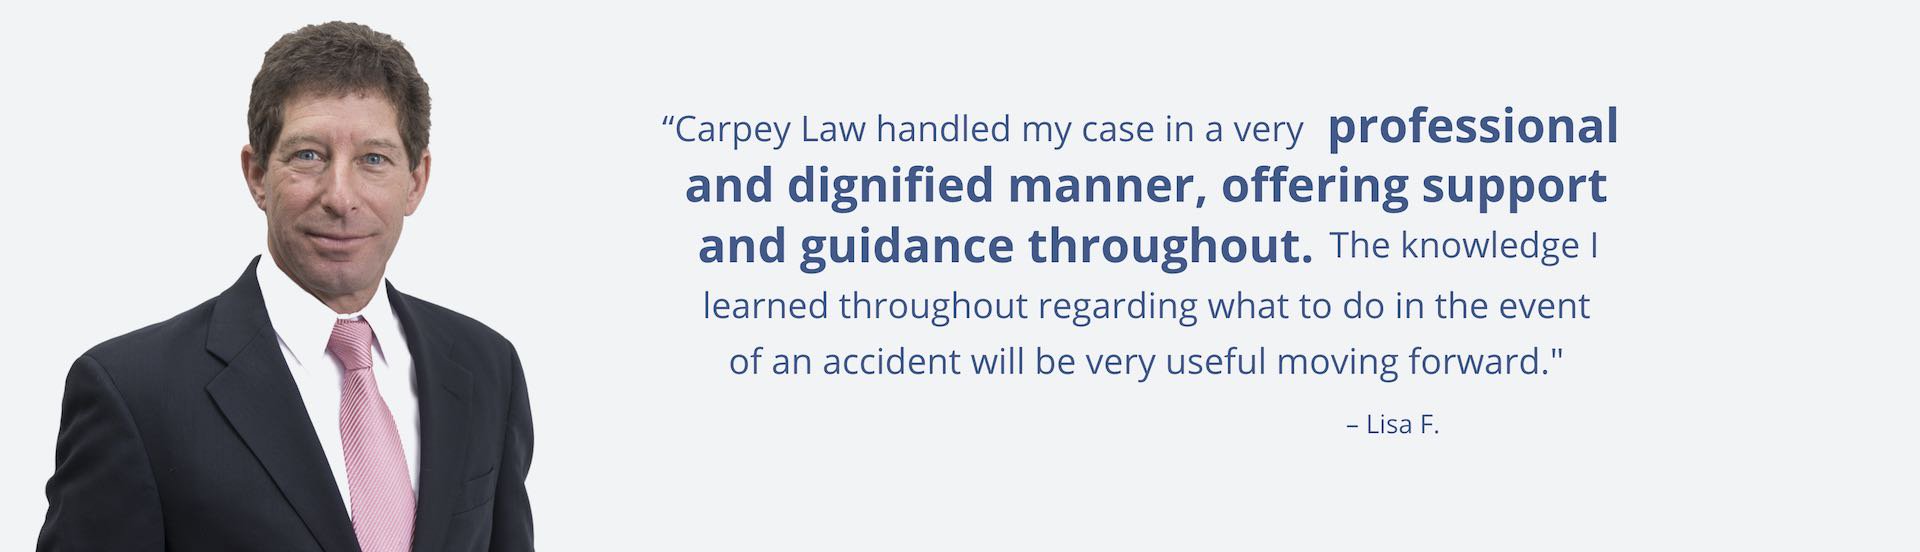 “Carpey Law handled my case in a very professional
and dignified manner, offering support
and guidance throughout. The knowledge I
learned throughout regarding what to do in the event
of an accident will be very useful moving forward."
– Lisa F.